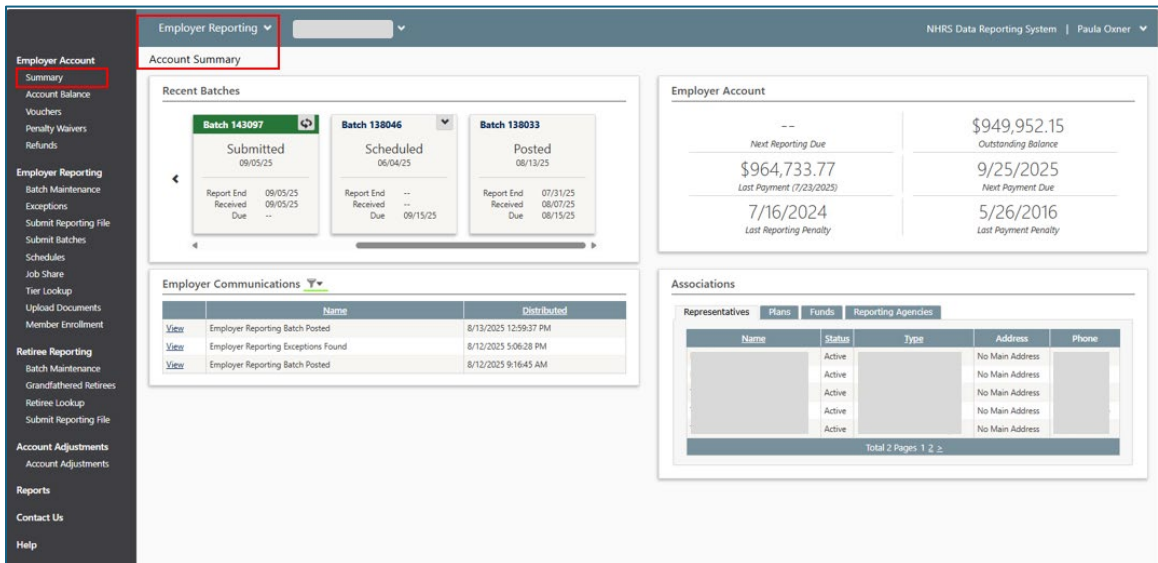 Employer Reporting
NHRS Data Reporting System | Paula Oxner
Employer Account
Summary
Account Balance
Vouchers
Penalty Waivers
Refunds
Employer Reporting
Batch Maintenance
Exceptions
Submit Reporting File
Submit Batches
Schedules
Job Share
Tier Lookup
Upload Documents
Member Enrollment
Retiree Reporting
Batch Maintenance
Grandfathered Retirees
Retiree Lookup
Submit Reporting File
Account Adjustments
Account Adjustments
Reports
Contact Us
Help
Account Summary
Recent Batches
Batch 143097
Submitted
09/05/25
Report End 09/05/25
Received 09/05/25
Due --
Batch 138046
Scheduled
06/04/25
Report End --
Received --
Due 09/15/25
Batch 138033
Posted
08/13/25
Report End 07/31/25
Received 08/07/25
Due 08/15/25
Employer Account
--
Next Reporting Due
$949,952.15
Outstanding Balance
$964,733.77
Last Payment (7/23/2025)
9/25/2025
Next Payment Due
7/16/2024
Last Reporting Penalty
5/26/2016
Last Payment Penalty
Employer Communications
Name Distributed
View Employer Reporting Batch Posted 8/13/2025 12:59:37 PM
View Employer Reporting Exceptions Found 8/12/2025 5:06:28 PM
View Employer Reporting Batch Posted 8/12/2025 9:16:45 AM
Associations
Representatives Plans Funds Reporting Agencies
Name Status Type Address Phone
Active No Main Address
Active No Main Address
Active No Main Address
Active No Main Address
Active No Main Address
Total 2 Pages 1 2 >